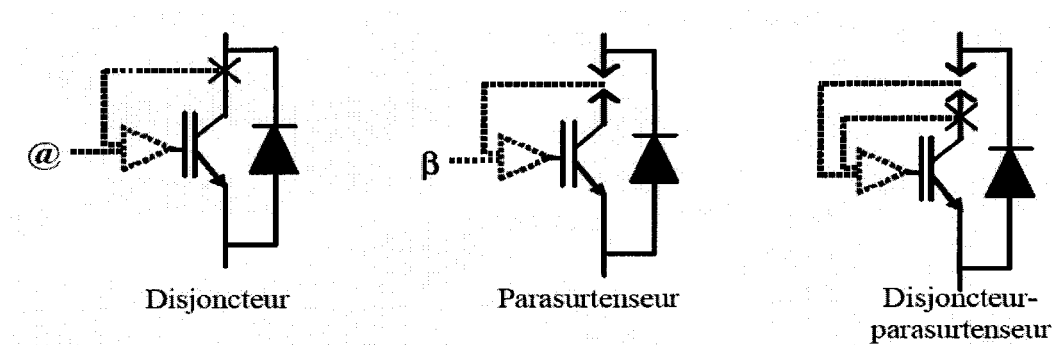 @
β
Disjoncteur
Parasurtenseur
Disjoncteur-
parasurtenseur